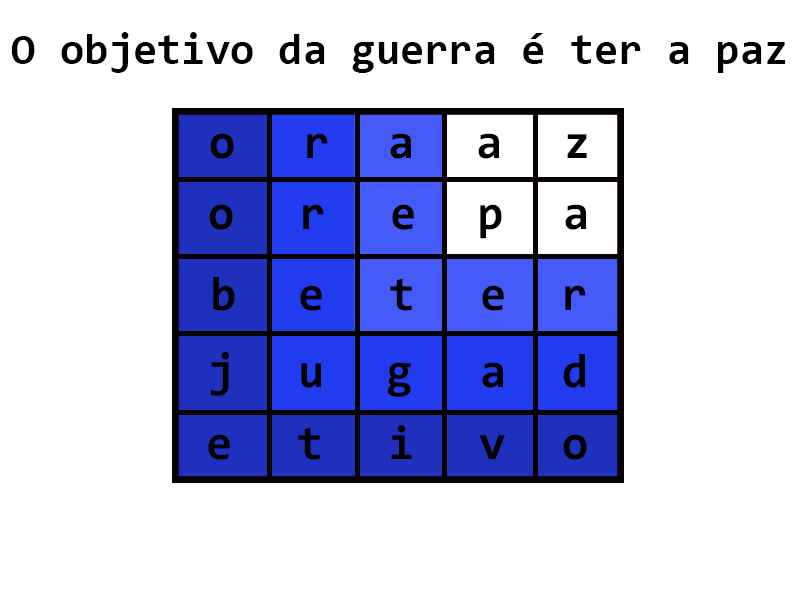 O objetivo da guerra é ter a paz
o r a a z
o r e p a
b e t e r
j u g a d
e t i v o